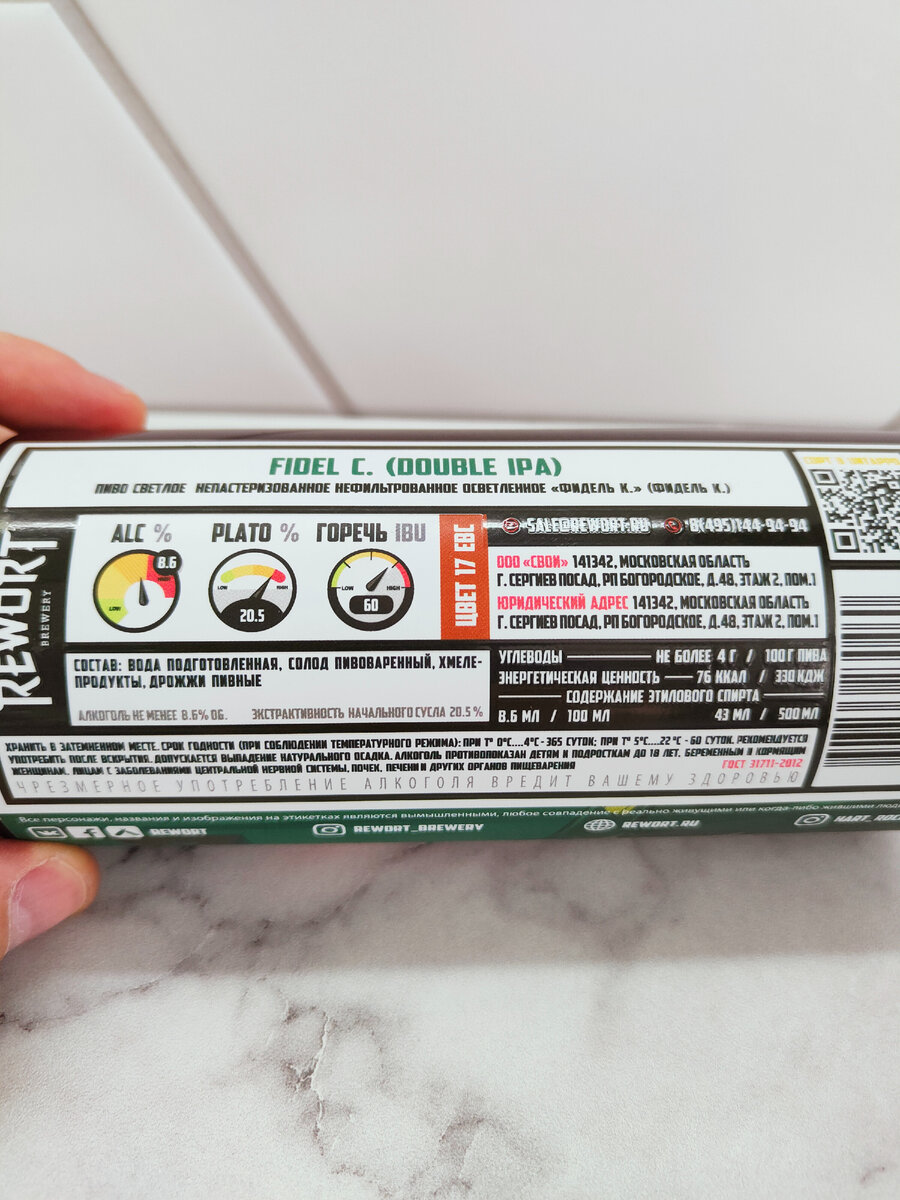 FIDEL C. (DOUBLE IPA)
ПИВО СВЕТЛОЕ НЕПАСТЕРИЗОВАННОЕ НЕФИЛЬТРОВАННОЕ ОСВЕТЛЕННОЕ «ФИДЕЛЬ К.» (ФИДЕЛЬ К.)
REWORT
BREWERY
ALC %
8.6
LOW
HIGH
PLATO %
LOW
HIGH
20.5
ГОРЕЧЬ IBU
LOW
HIGH
60
ЦВЕТ 17 EBC
SALE@REWORT.RU 8(495)144-94-94
ООО «СВОИ» 141342, МОСКОВСКАЯ ОБЛАСТЬ
Г. СЕРГИЕВ ПОСАД, РП БОГОРОДСКОЕ, Д.48, ЭТАЖ 2, ПОМ.1
ЮРИДИЧЕСКИЙ АДРЕС 141342, МОСКОВСКАЯ ОБЛАСТЬ
Г. СЕРГИЕВ ПОСАД, РП БОГОРОДСКОЕ, Д.48, ЭТАЖ 2, ПОМ.1
СОСТАВ: ВОДА ПОДГОТОВЛЕННАЯ, СОЛОД ПИВОВАРЕННЫЙ, ХМЕЛЕ-
ПРОДУКТЫ, ДРОЖЖИ ПИВНЫЕ
АЛКОГОЛЬ НЕ МЕНЕЕ 8.6% ОБ. ЭКСТРАКТИВНОСТЬ НАЧАЛЬНОГО СУСЛА 20.5 %
УГЛЕВОДЫ НЕ БОЛЕЕ 4 Г / 100 Г ПИВА
ЭНЕРГЕТИЧЕСКАЯ ЦЕННОСТЬ 76 ККАЛ / 330 КДЖ
СОДЕРЖАНИЕ ЭТИЛОВОГО СПИРТА
8.6 МЛ / 100 МЛ 43 МЛ / 500 МЛ
ХРАНИТЬ В ЗАТЕМНЕННОМ МЕСТЕ. СРОК ГОДНОСТИ (ПРИ СОБЛЮДЕНИИ ТЕМПЕРАТУРНОГО РЕЖИМА): ПРИ Т° 0°С....4°С - 365 СУТОК; ПРИ Т° 5°С....22 °С - 60 СУТОК. РЕКОМЕНДУЕТСЯ
УПОТРЕБИТЬ ПОСЛЕ ВСКРЫТИЯ. ДОПУСКАЕТСЯ ВЫПАДЕНИЕ НАТУРАЛЬНОГО ОСАДКА. АЛКОГОЛЬ ПРОТИВОПОКАЗАН ДЕТЯМ И ПОДРОСТКАМ ДО 18 ЛЕТ, БЕРЕМЕННЫМ И КОРМЯЩИМ
ЖЕНЩИНАМ, ЛИЦАМ С ЗАБОЛЕВАНИЯМИ ЦЕНТРАЛЬНОЙ НЕРВНОЙ СИСТЕМЫ, ПОЧЕК, ПЕЧЕНИ И ДРУГИХ ОРГАНОВ ПИЩЕВАРЕНИЯ ГОСТ 31711-2012
ЧРЕЗМЕРНОЕ УПОТРЕБЛЕНИЕ АЛКОГОЛЯ ВРЕДИТ ВАШЕМУ ЗДОРОВЬЮ
Все персонажи, названия и изображения на этикетках являются вымышленными, любое совпадение с реально живущими или когда-либо жившими
REWORT REWORT_BREWERY REWORT.RU